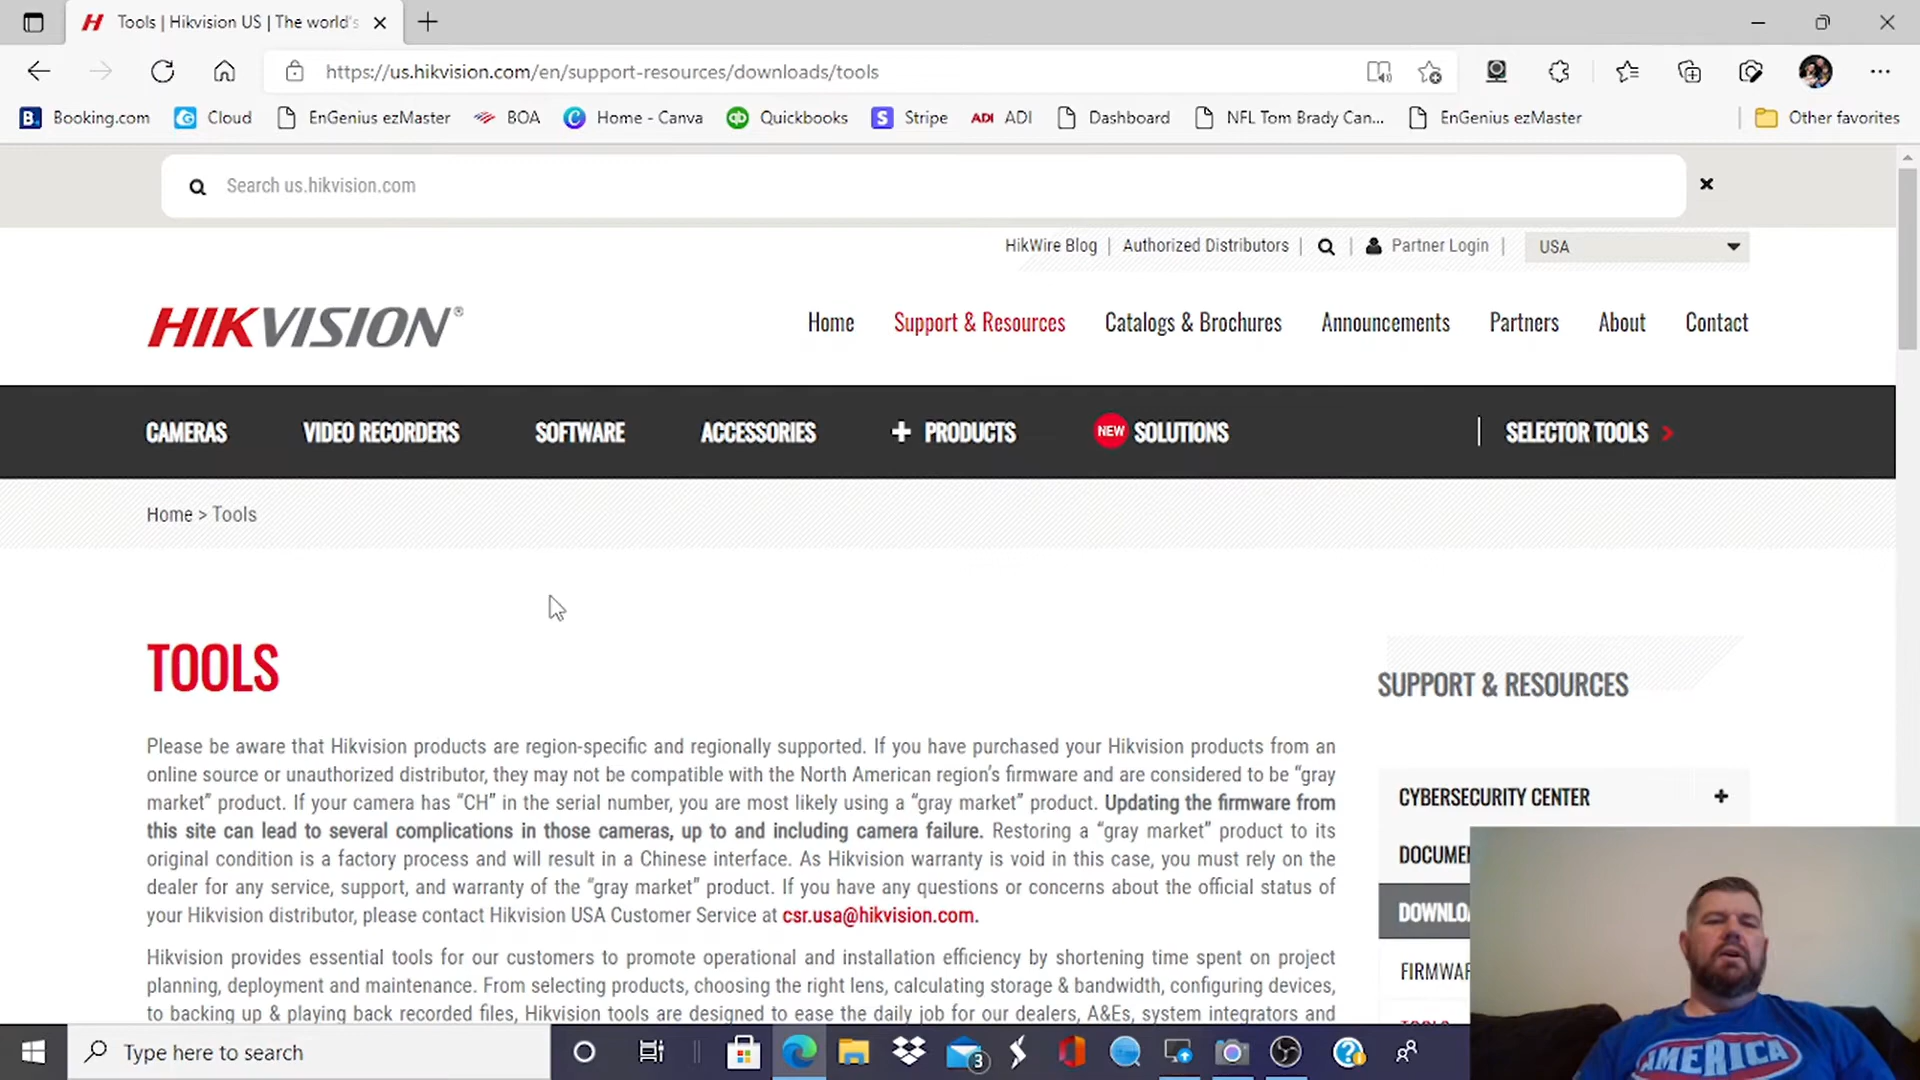 Tools | Hikvision US | The world's
https://us.hikvision.com/en/support-resources/downloads/tools
B. Booking.com Cloud EnGenius ezMaster BOA C Home - Canva qb Quickbooks S Stripe ADI ADI Dashboard NFL Tom Brady Can... EnGenius ezMaster Other favorites
Search us.hikvision.com
HikWire Blog | Authorized Distributors | Partner Login | USA
HIKVISION®
Home Support & Resources Catalogs & Brochures Announcements Partners About Contact
CAMERAS VIDEO RECORDERS SOFTWARE ACCESSORIES + PRODUCTS NEW SOLUTIONS | SELECTOR TOOLS >
Home > Tools
TOOLS
Please be aware that Hikvision products are region-specific and regionally supported. If you have purchased your Hikvision products from an
online source or unauthorized distributor, they may not be compatible with the North American region's firmware and are considered to be “gray
market” product. If your camera has “CH” in the serial number, you are most likely using a “gray market” product. Updating the firmware from
this site can lead to several complications in those cameras, up to and including camera failure. Restoring a “gray market” product to its
original condition is a factory process and will result in a Chinese interface. As Hikvision warranty is void in this case, you must rely on the
dealer for any service, support, and warranty of the “gray market” product. If you have any questions or concerns about the official status of
your Hikvision distributor, please contact Hikvision USA Customer Service at csr.usa@hikvision.com.
Hikvision provides essential tools for our customers to promote operational and installation efficiency by shortening time spent on project
planning, deployment and maintenance. From selecting products, choosing the right lens, calculating storage & bandwidth, configuring devices,
to backing up & playing back recorded files, Hikvision tools are designed to ease the daily job for our dealers, A&Es, system integrators and
SUPPORT & RESOURCES
CYBERSECURITY CENTER +
DOCUME
DOWNLO
FIRMWAR
AMERICA
Type here to search
3